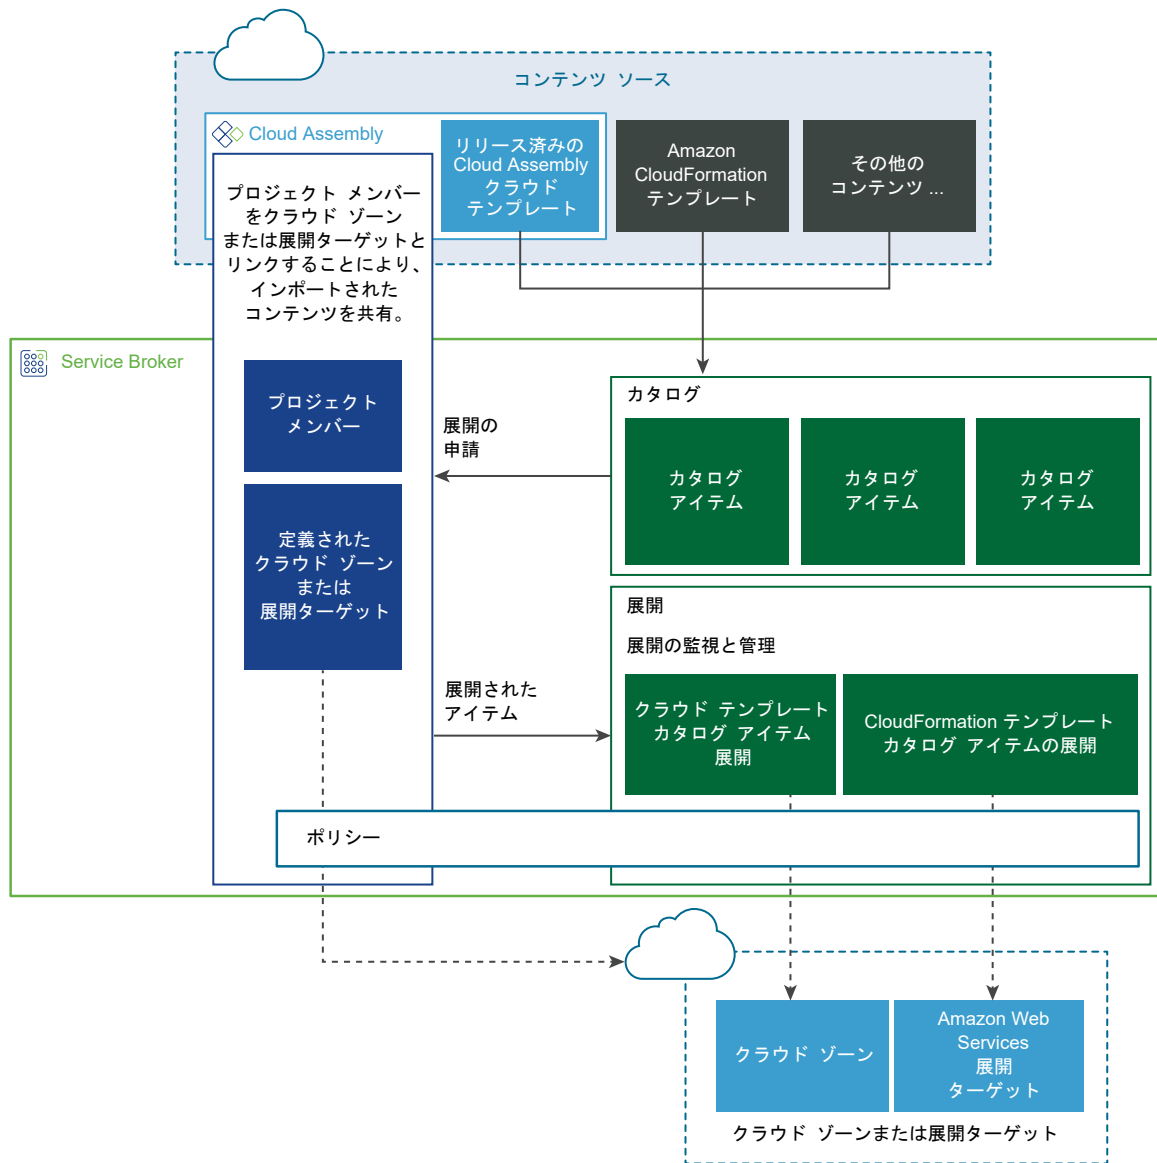 コンテンツ ソース
Cloud Assembly
リリース済みの
Cloud Assembly
クラウド
テンプレート
Amazon
CloudFormation
テンプレート
その他の
コンテンツ ...
プロジェクト メンバー
をクラウド ゾーン
または展開ターゲットと
リンクすることにより、
インポートされた
コンテンツを共有。
Service Broker
プロジェクト
メンバー
定義された
クラウド ゾーン
または
展開ターゲット
展開の
申請
カタログ
カタログ
アイテム
カタログ
アイテム
カタログ
アイテム
展開された
アイテム
展開
展開の監視と管理
クラウド テンプレート
カタログ アイテム
展開
CloudFormation テンプレート
カタログ アイテムの展開
ポリシー
クラウド ゾーン
Amazon Web
Services
展開
ターゲット
クラウド ゾーンまたは展開ターゲット